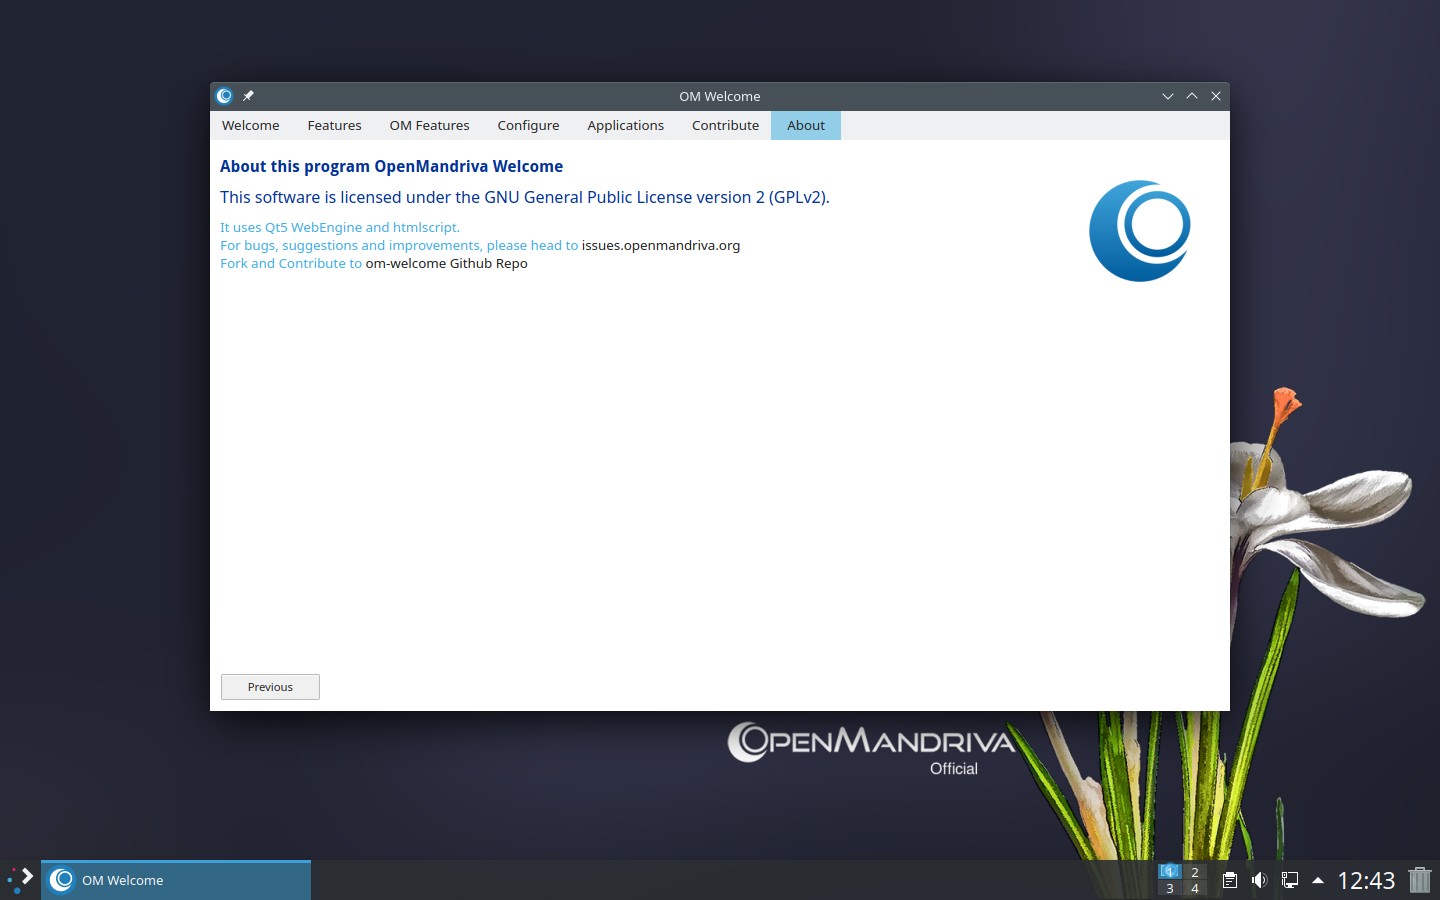 OM Welcome
Welcome Features OM Features Configure Applications Contribute About
About this program OpenMandriva Welcome
This software is licensed under the GNU General Public License version 2 (GPLv2).
It uses Qt5 WebEngine and htmlscript.
For bugs, suggestions and improvements, please head to issues.openmandriva.org
Fork and Contribute to om-welcome Github Repo
Previous
OpenMandriva
Official
OM Welcome
1 2
3 4
12:43